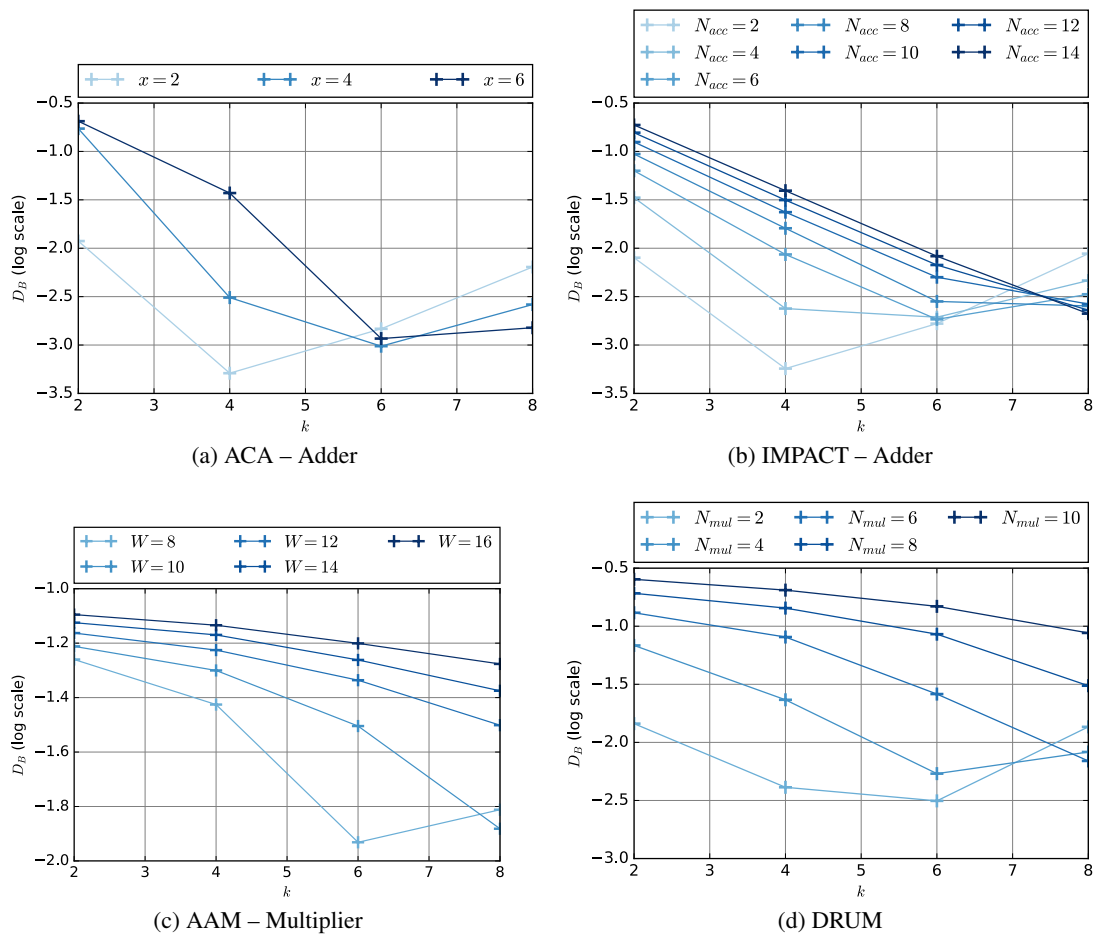 x = 2 x = 4 x = 6
−0.5
−1.0
−1.5
−2.0
−2.5
−3.0
−3.5
D_B (log scale)
2 3 4 5 6 7 8
k
(a) ACA – Adder
N_acc = 2 N_acc = 8 N_acc = 12
N_acc = 4 N_acc = 10 N_acc = 14
N_acc = 6
−0.5
−1.0
−1.5
−2.0
−2.5
−3.0
−3.5
D_B (log scale)
2 3 4 5 6 7 8
k
(b) IMPACT – Adder
W = 8 W = 12 W = 16
W = 10 W = 14
−1.0
−1.2
−1.4
−1.6
−1.8
−2.0
D_B (log scale)
2 3 4 5 6 7 8
k
(c) AAM – Multiplier
N_mul = 2 N_mul = 6 N_mul = 10
N_mul = 4 N_mul = 8
−0.5
−1.0
−1.5
−2.0
−2.5
−3.0
D_B (log scale)
2 3 4 5 6 7 8
k
(d) DRUM